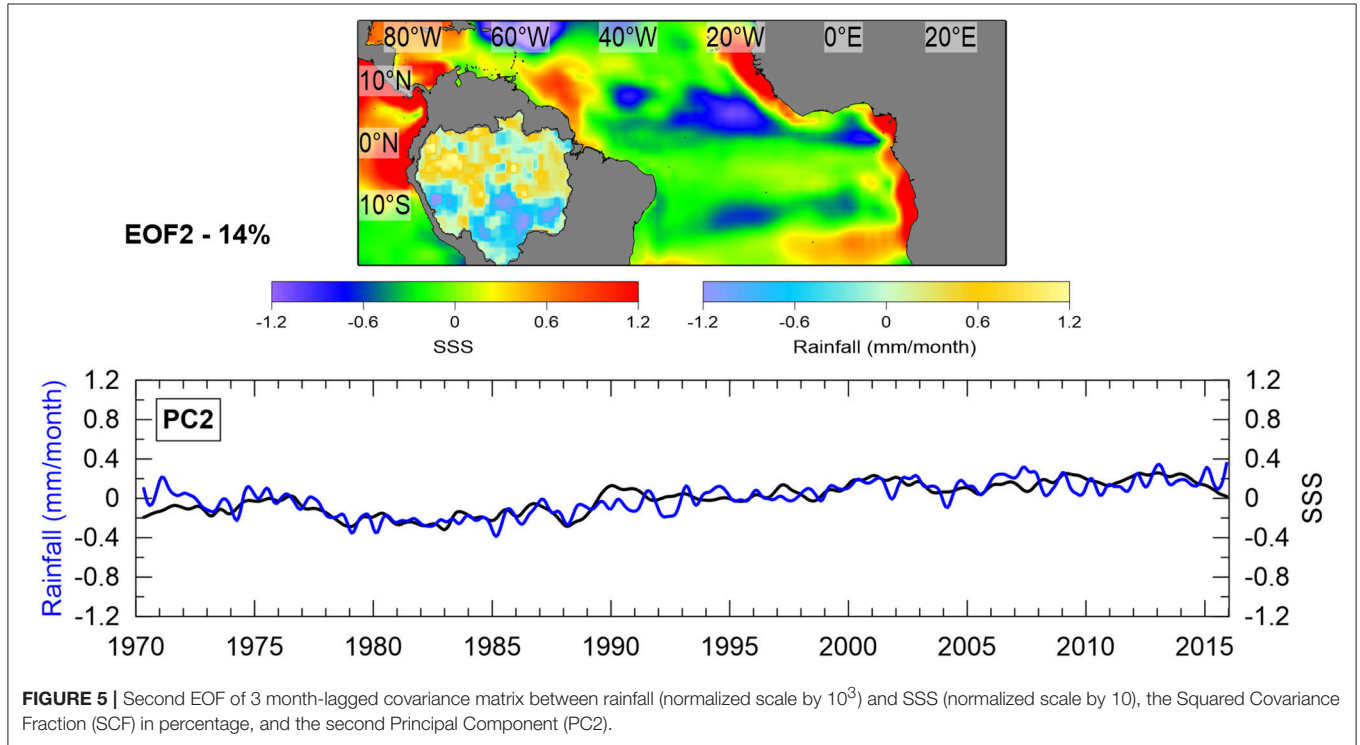 80°W 60°W 40°W 20°W 0°E 20°E
10°N
0°N
10°S
EOF2 - 14%
-1.2 -0.6 0 0.6 1.2
SSS
-1.2 -0.6 0 0.6 1.2
Rainfall (mm/month)
PC2
Rainfall (mm/month)
1.2
0.8
0.4
0
-0.4
-0.8
-1.2
1.2
0.8
0.4
0
-0.4
-0.8
-1.2
SSS
1970 1975 1980 1985 1990 1995 2000 2005 2010 2015
FIGURE 5 | Second EOF of 3 month-lagged covariance matrix between rainfall (normalized scale by 10³) and SSS (normalized scale by 10), the Squared Covariance
Fraction (SCF) in percentage, and the second Principal Component (PC2).